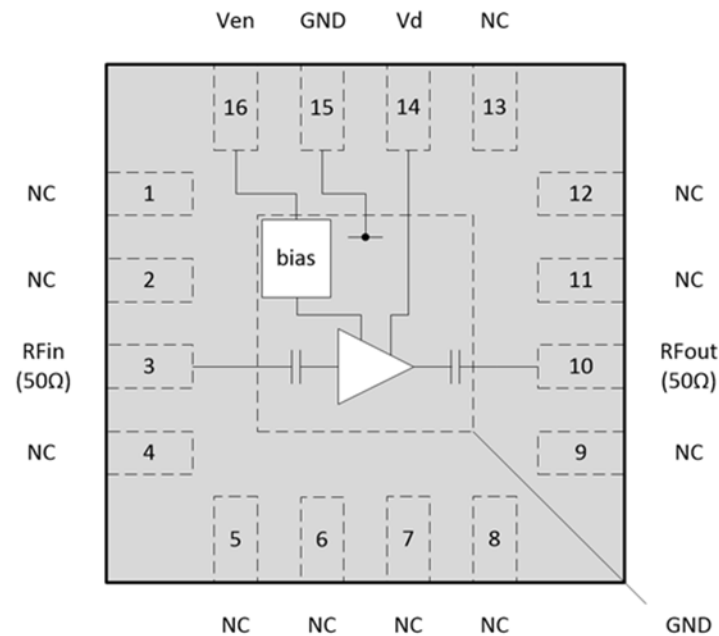 Ven GND Vd NC
16 15 14 13
NC 1 12 NC
bias
NC 2 11 NC
RFin 3 10 RFout
(50Ω) (50Ω)
NC 4 9 NC
5 6 7 8
NC NC NC NC GND